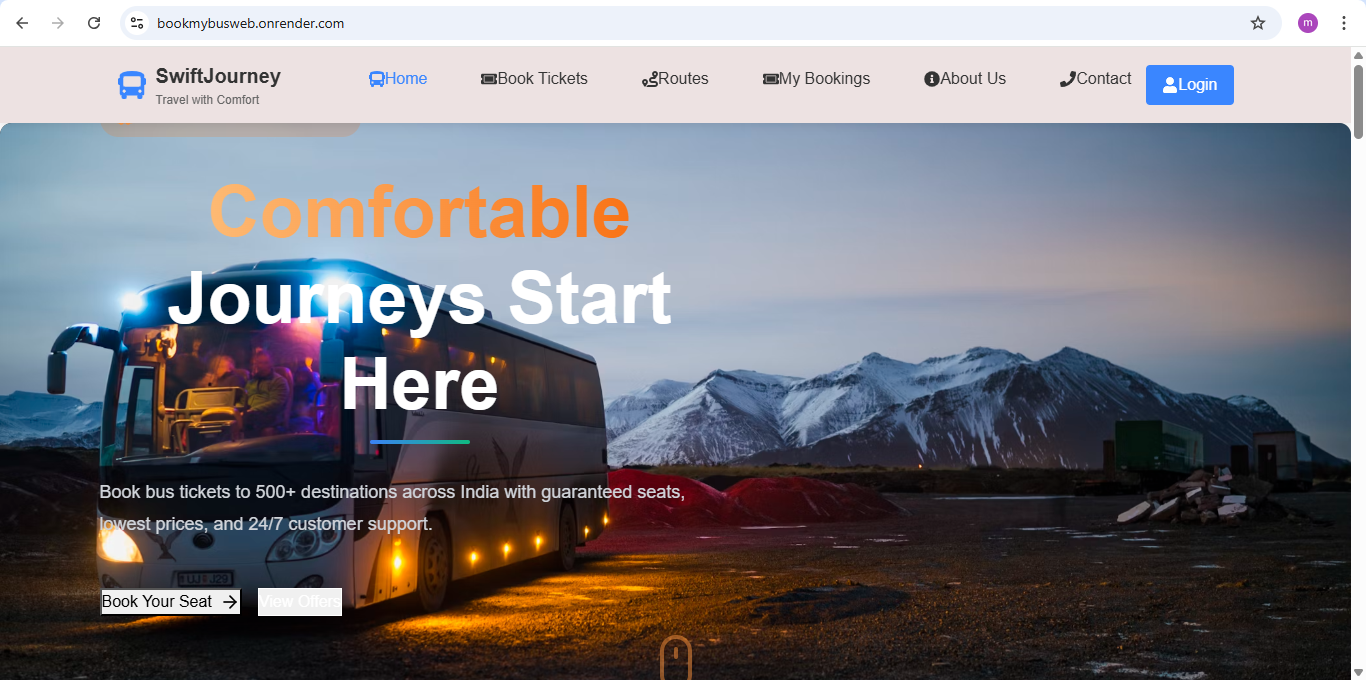 bookmybusweb.onrender.com
m
SwiftJourney
Travel with Comfort
Home
Book Tickets
Routes
My Bookings
About Us
Contact
Login
Comfortable
Journeys Start
Here
Book bus tickets to 500+ destinations across India with guaranteed seats,
lowest prices, and 24/7 customer support.
Book Your Seat
View Offers